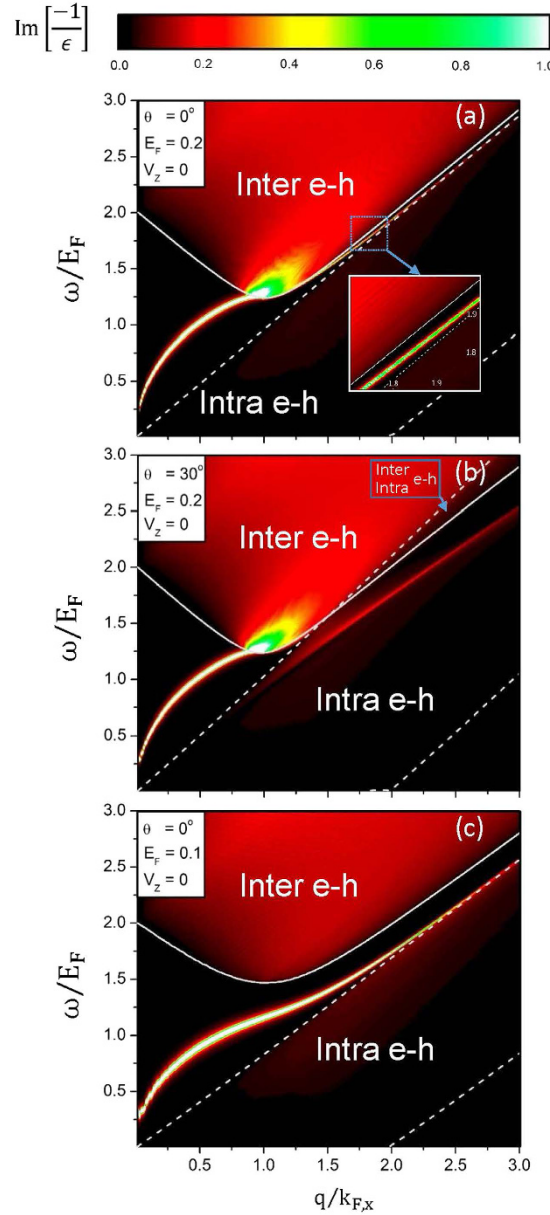 Im [-1/ϵ]
0.0 0.2 0.4 0.6 0.8 1.0
θ = 0°
E_F = 0.2
V_Z = 0
(a)
Inter e-h
Intra e-h
ω/E_F
3.0
2.5
2.0
1.5
1.0
0.5
1.9
1.8
1.8 1.9
θ = 30°
E_F = 0.2
V_Z = 0
(b)
Inter
Intra e-h
Inter e-h
Intra e-h
ω/E_F
3.0
2.5
2.0
1.5
1.0
0.5
θ = 0°
E_F = 0.1
V_Z = 0
(c)
Inter e-h
Intra e-h
ω/E_F
3.0
2.5
2.0
1.5
1.0
0.5
0.5 1.0 1.5 2.0 2.5 3.0
q/k_F,x